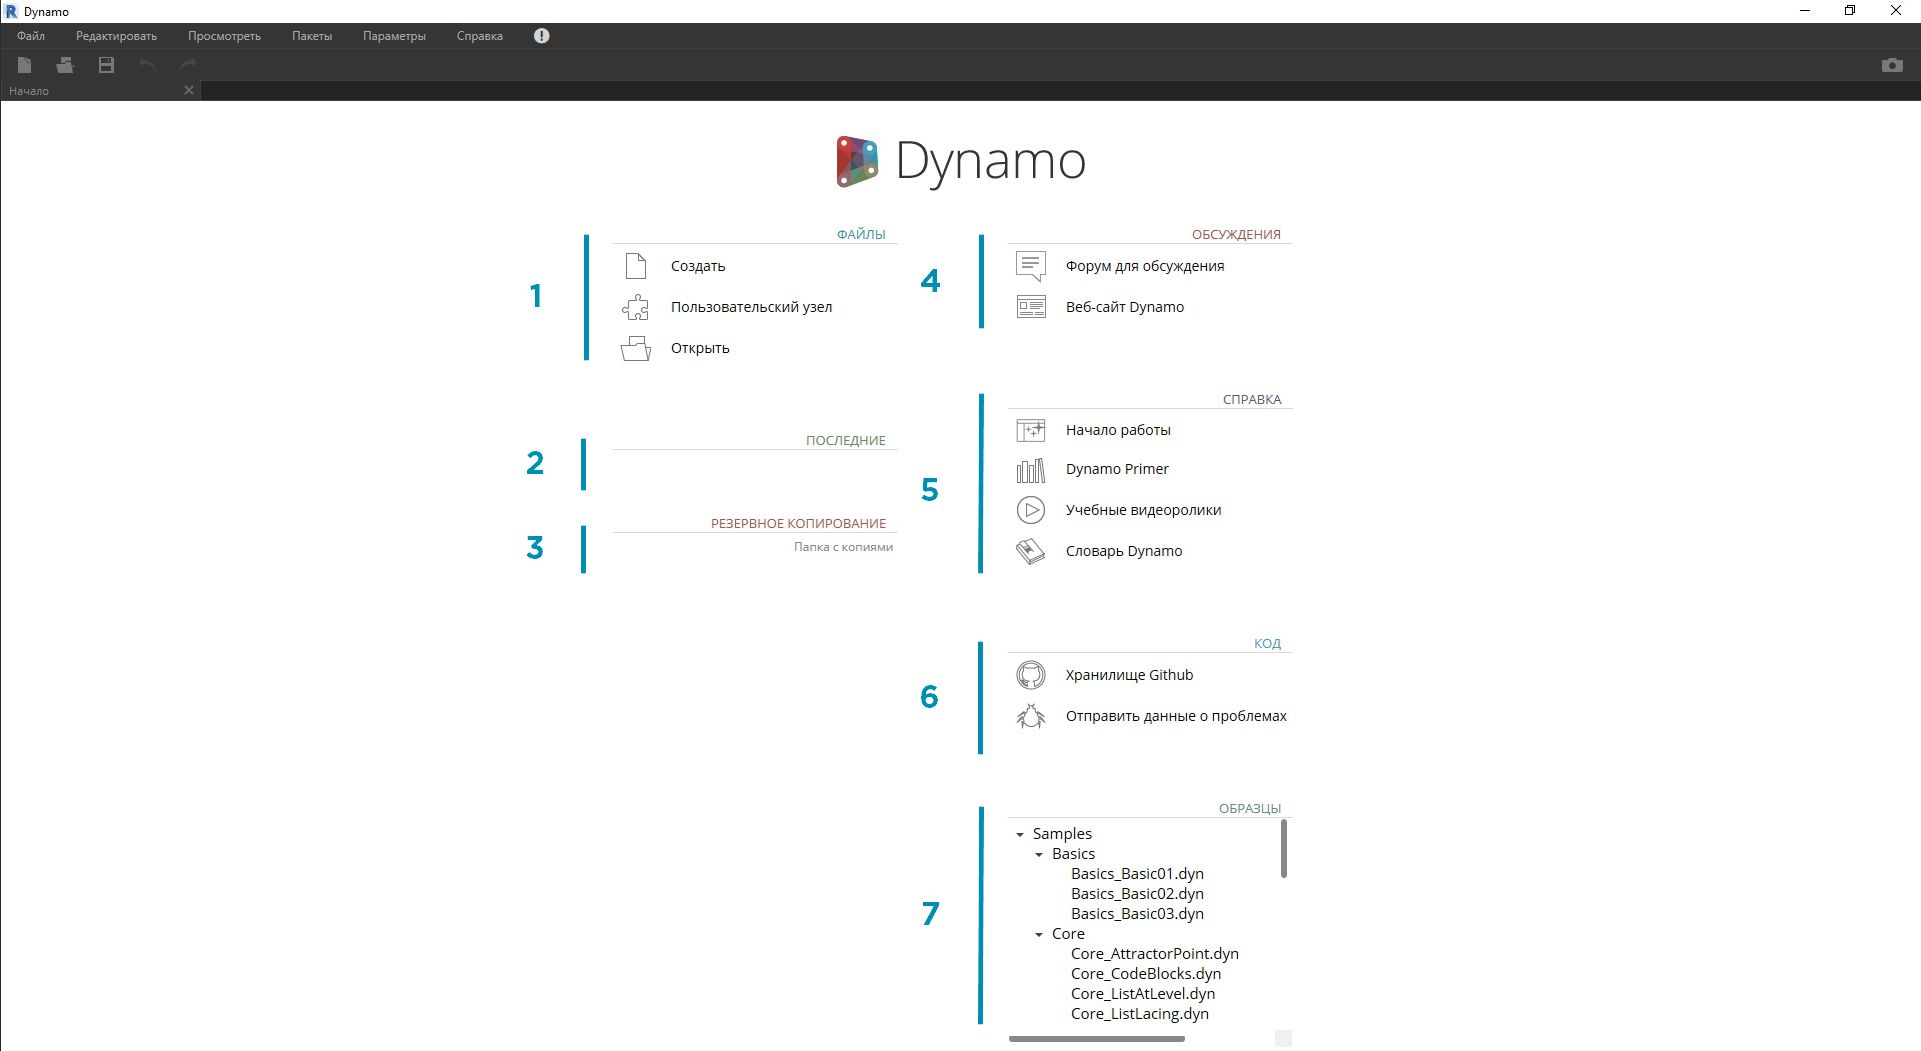 Dynamo
Файл Редактировать Просмотреть Пакеты Параметры Справка
Начало
Dynamo
1
ФАЙЛЫ
Создать
Пользовательский узел
Открыть
2
ПОСЛЕДНИЕ
3
РЕЗЕРВНОЕ КОПИРОВАНИЕ
Папка с копиями
4
ОБСУЖДЕНИЯ
Форум для обсуждения
Веб-сайт Dynamo
5
СПРАВКА
Начало работы
Dynamo Primer
Учебные видеоролики
Словарь Dynamo
6
КОД
Хранилище Github
Отправить данные о проблемах
7
ОБРАЗЦЫ
Samples
Basics
Basics_Basic01.dyn
Basics_Basic02.dyn
Basics_Basic03.dyn
Core
Core_AttractorPoint.dyn
Core_CodeBlocks.dyn
Core_ListAtLevel.dyn
Core_ListLacing.dyn